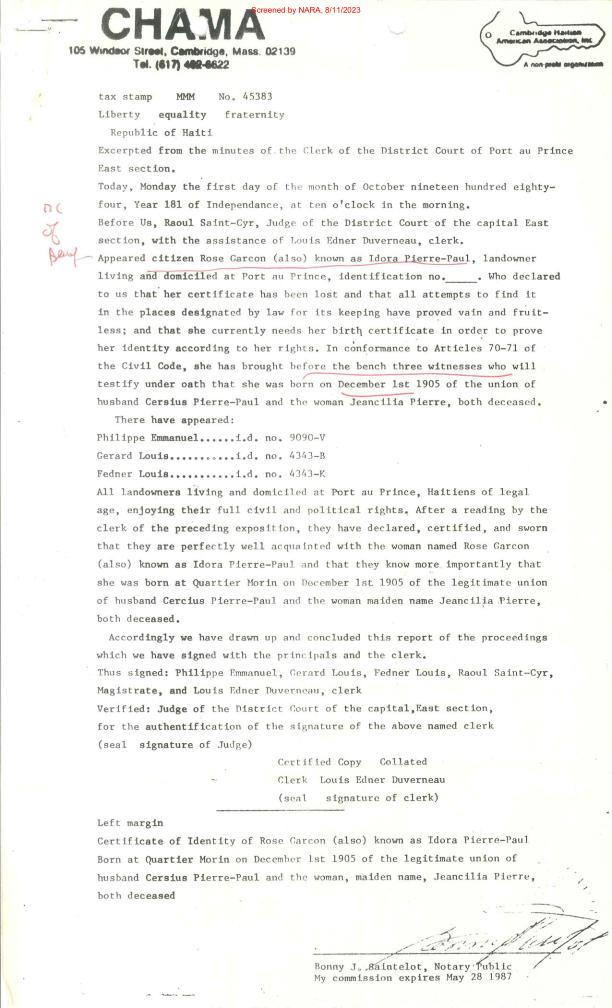 Screened by NARA, 8/11/2023
CHAMA
105 Windsor Street, Cambridge, Mass. 02139
Tel. (617) 492-6622
Cambridge Haitian
American Association, Inc
A non-profit organization
tax stamp MMM No. 45383
Liberty equality fraternity
Republic of Haiti
Excerpted from the minutes of the Clerk of the District Court of Port au Prince
East section.
Today, Monday the first day of the month of October nineteen hundred eighty-
four, Year 181 of Independance, at ten o'clock in the morning.
Before Us, Raoul Saint-Cyr, Judge of the District Court of the capital East
section, with the assistance of Louis Edner Duverneau, clerk.
Appeared citizen Rose Garcon (also) known as Idora Pierre-Paul, landowner
living and domiciled at Port au Prince, identification no._____. Who declared
to us that her certificate has been lost and that all attempts to find it
in the places designated by law for its keeping have proved vain and fruit-
less; and that she currently needs her birth certificate in order to prove
her identity according to her rights. In conformance to Articles 70-71 of
the Civil Code, she has brought before the bench three witnesses who will
testify under oath that she was born on December 1st 1905 of the union of
husband Cersius Pierre-Paul and the woman Jeancilia Pierre, both deceased.
There have appeared:
Philippe Emmanuel......i.d. no. 9090-V
Gerard Louis...........i.d. no. 4343-B
Fedner Louis...........i.d. no. 4343-K
All landowners living and domiciled at Port au Prince, Haitiens of legal
age, enjoying their full civil and political rights. After a reading by the
clerk of the preceding exposition, they have declared, certified, and sworn
that they are perfectly well acquainted with the woman named Rose Garcon
(also) known as Idora Pierre-Paul and that they know more importantly that
she was born at Quartier Morin on December 1st 1905 of the legitimate union
of husband Cercius Pierre-Paul and the woman maiden name Jeancilia Pierre,
both deceased.
Accordingly we have drawn up and concluded this report of the proceedings
which we have signed with the principals and the clerk.
Thus signed: Philippe Emmanuel, Gerard Louis, Fedner Louis, Raoul Saint-Cyr,
Magistrate, and Louis Edner Duverneau, clerk
Verified: Judge of the District Court of the capital,East section,
for the authentification of the signature of the above named clerk
(seal signature of Judge)
Certified Copy Collated
Clerk Louis Edner Duverneau
(seal signature of clerk)
Left margin
Certificate of Identity of Rose Garcon (also) known as Idora Pierre-Paul
Born at Quartier Morin on December 1st 1905 of the legitimate union of
husband Cersius Pierre-Paul and the woman, maiden name, Jeancilia Pierre,
both deceased
Bonny J. Saintelot, Notary Public
My commission expires May 28 1987